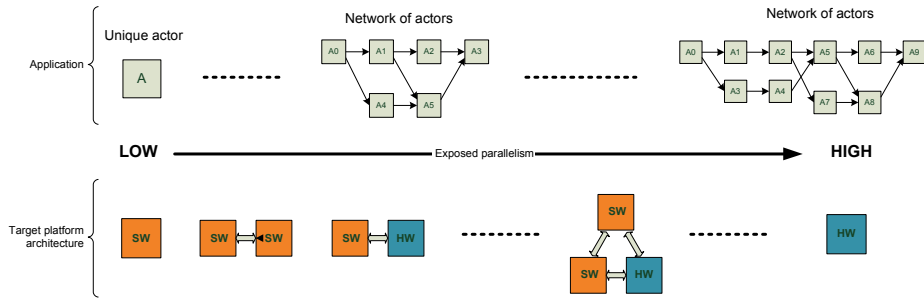 Network of actors
Network of actors
Unique actor
Application
A
A0 A1 A2 A3
A4 A5
A0 A1 A2 A5 A6 A9
A3 A4 A7 A8
LOW
Exposed parallelism
HIGH
Target platform
architecture
SW
SW SW
SW HW
SW
SW HW
HW